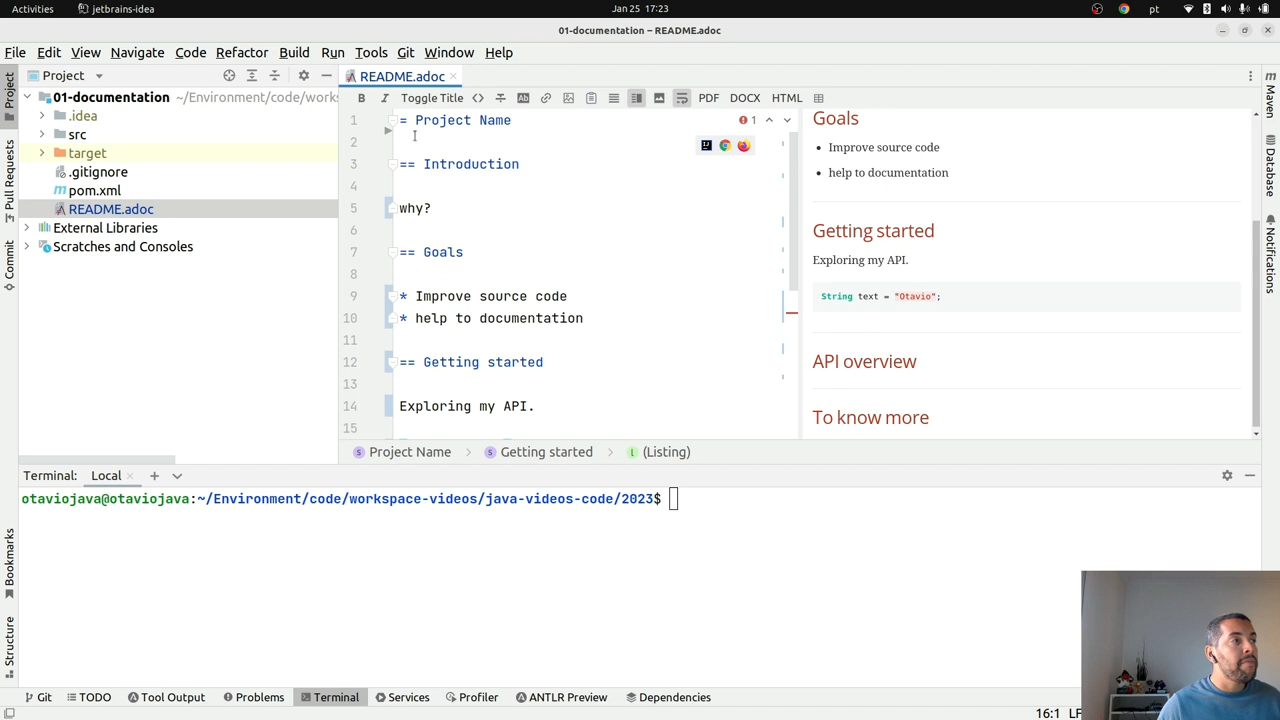 Activities jetbrains-idea Jan 25 17:23 pt
01-documentation – README.adoc
File Edit View Navigate Code Refactor Build Run Tools Git Window Help
Project README.adoc
01-documentation ~/Environment/code/works
.idea
src
target
.gitignore
pom.xml
README.adoc
External Libraries
Scratches and Consoles
B I Toggle Title Ab PDF DOCX HTML
1 = Project Name
2
3 == Introduction
4
5 why?
6
7 == Goals
8
9 * Improve source code
10 * help to documentation
11
12 == Getting started
13
14 Exploring my API.
15
1
Goals
• Improve source code
• help to documentation
Getting started
Exploring my API.
String text = "Otavio";
API overview
To know more
Project Name > Getting started > (Listing)
Terminal: Local
otaviojava@otaviojava:~/Environment/code/workspace-videos/java-videos-code/2023$
Project
Pull Requests
Commit
Bookmarks
Structure
Maven
Database
Notifications
Git TODO Tool Output Problems Terminal Services Profiler ANTLR Preview Dependencies
16:1 LF